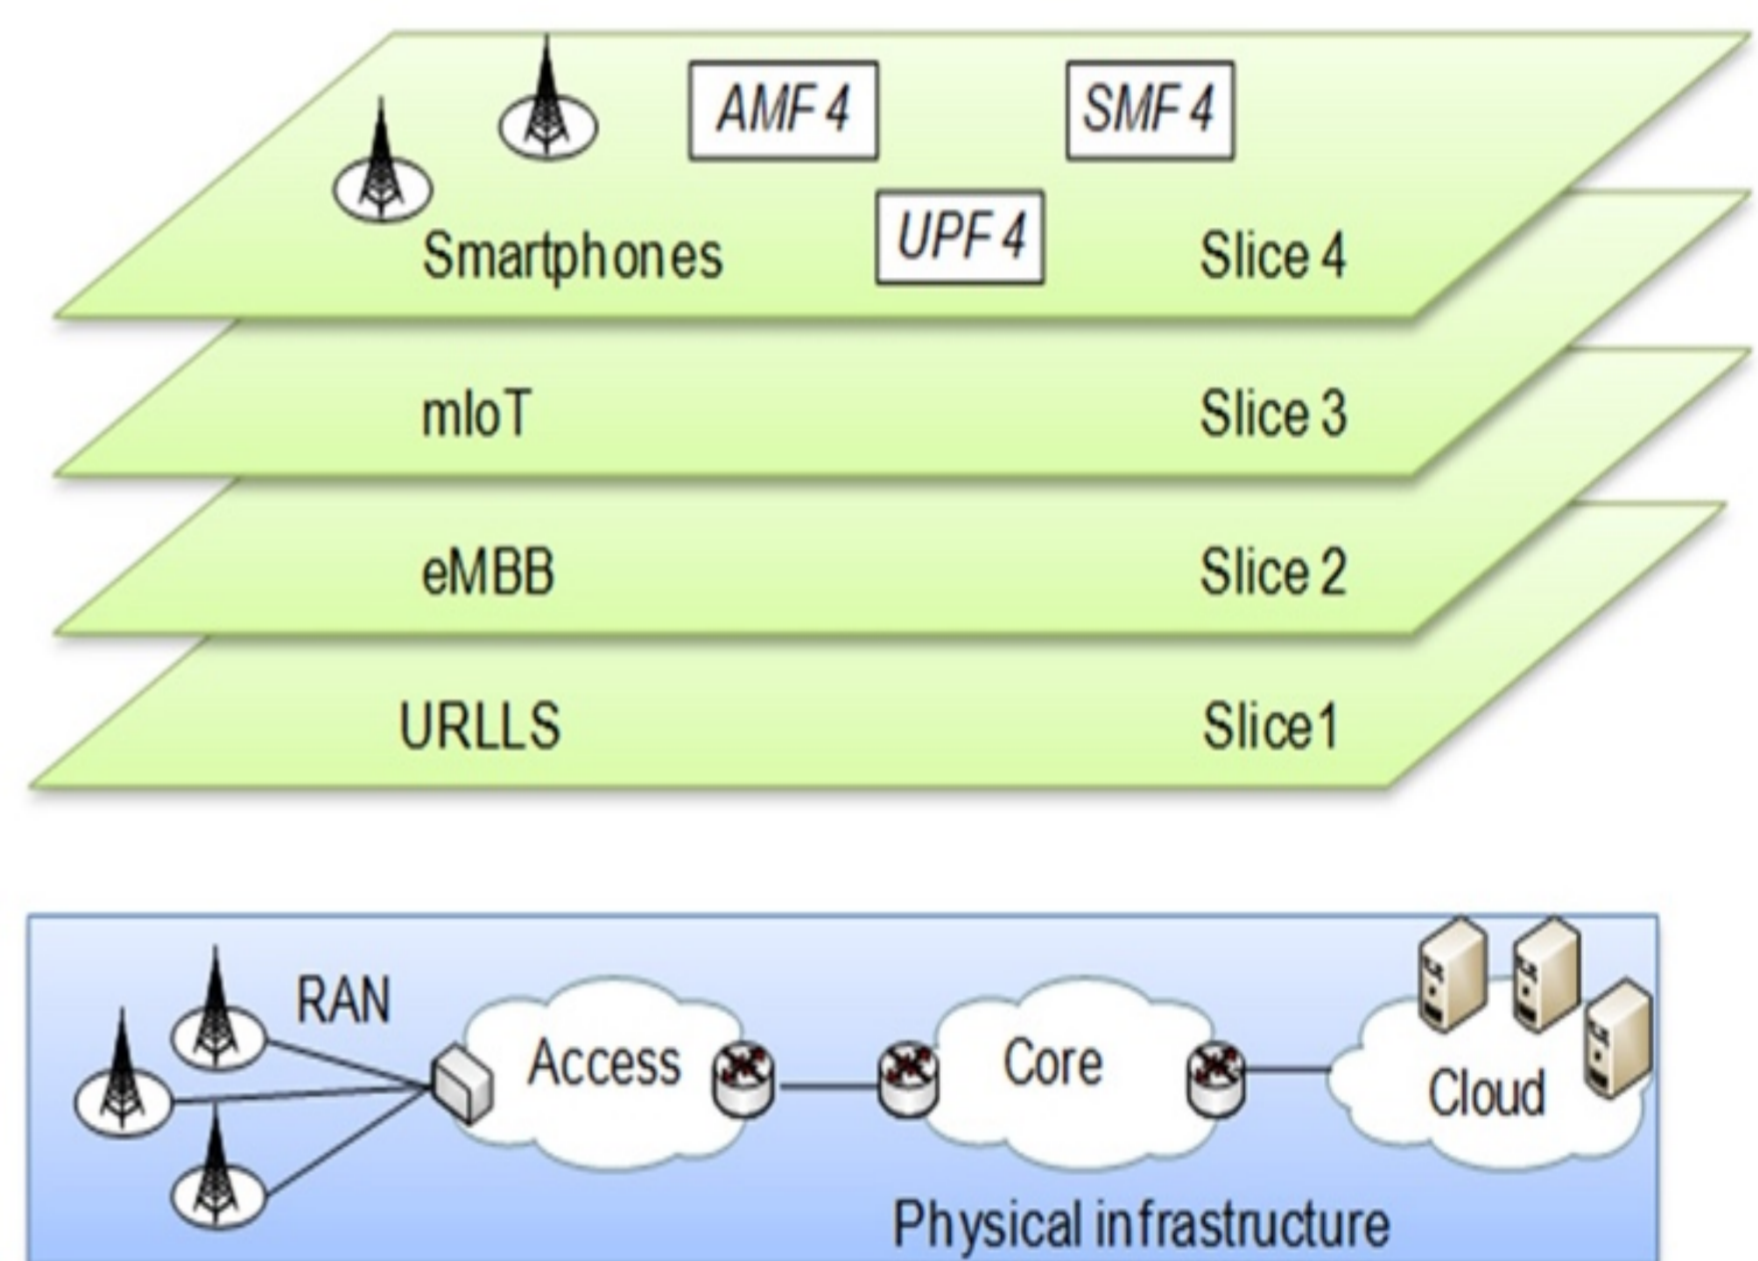 AMF 4
SMF 4
UPF 4
Smartphones
Slice 4
mIoT
Slice 3
eMBB
Slice 2
URLLS
Slice1
RAN
Access
Core
Cloud
Physical infrastructure